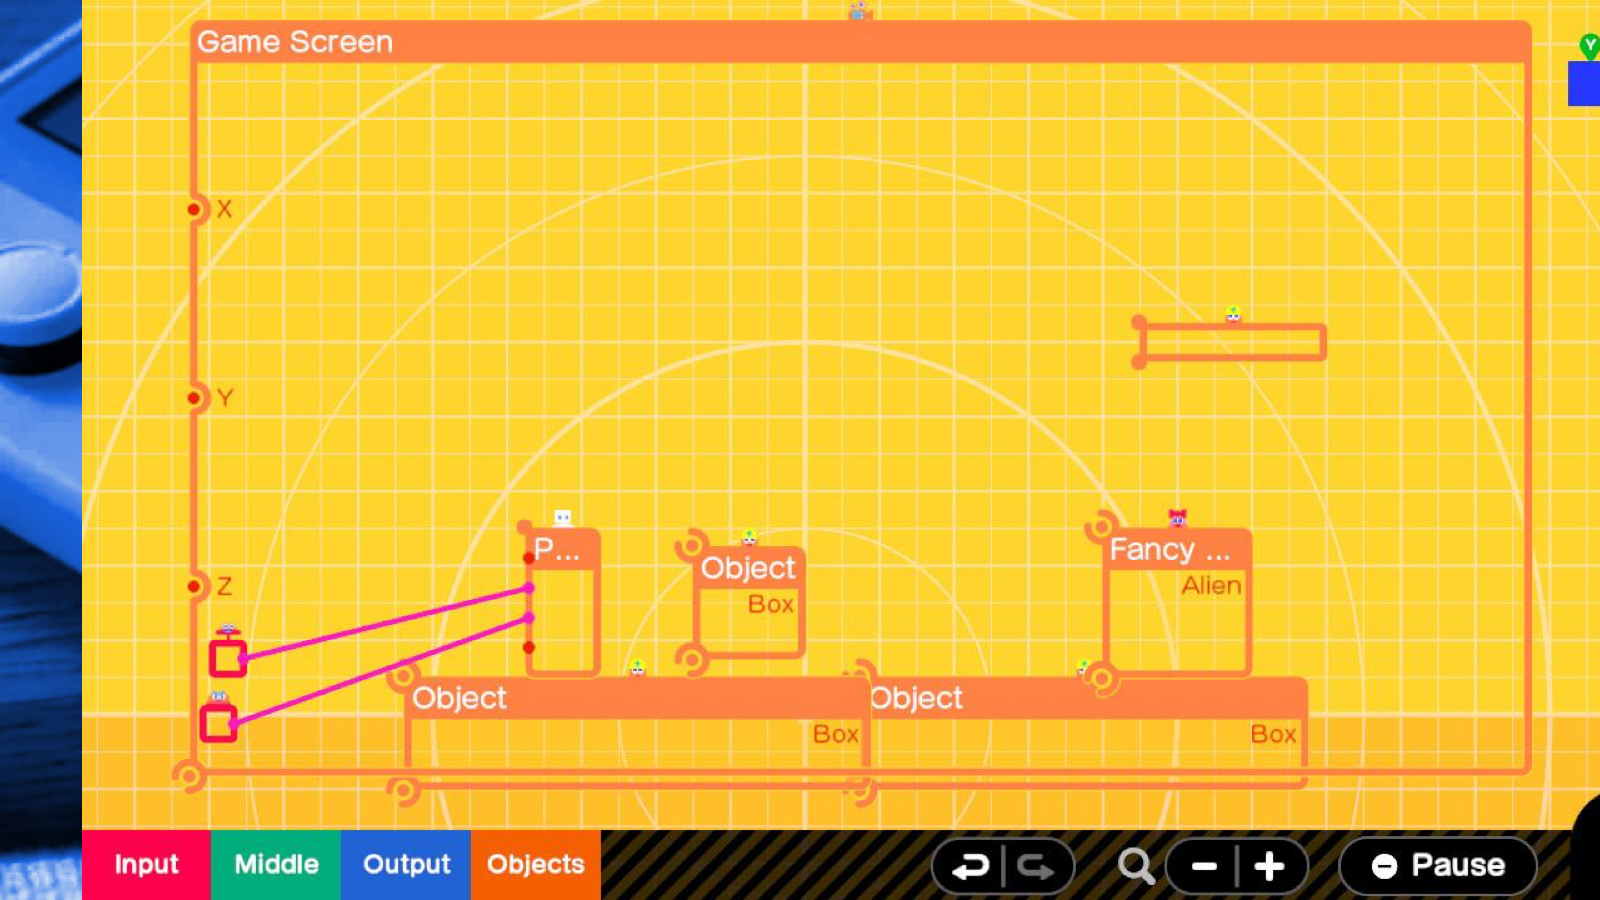 Game Screen
Y
X
Y
P...
Object
Box
Fancy ...
Alien
Z
Object
Box
Object
Box
Input
Middle
Output
Objects
Pause